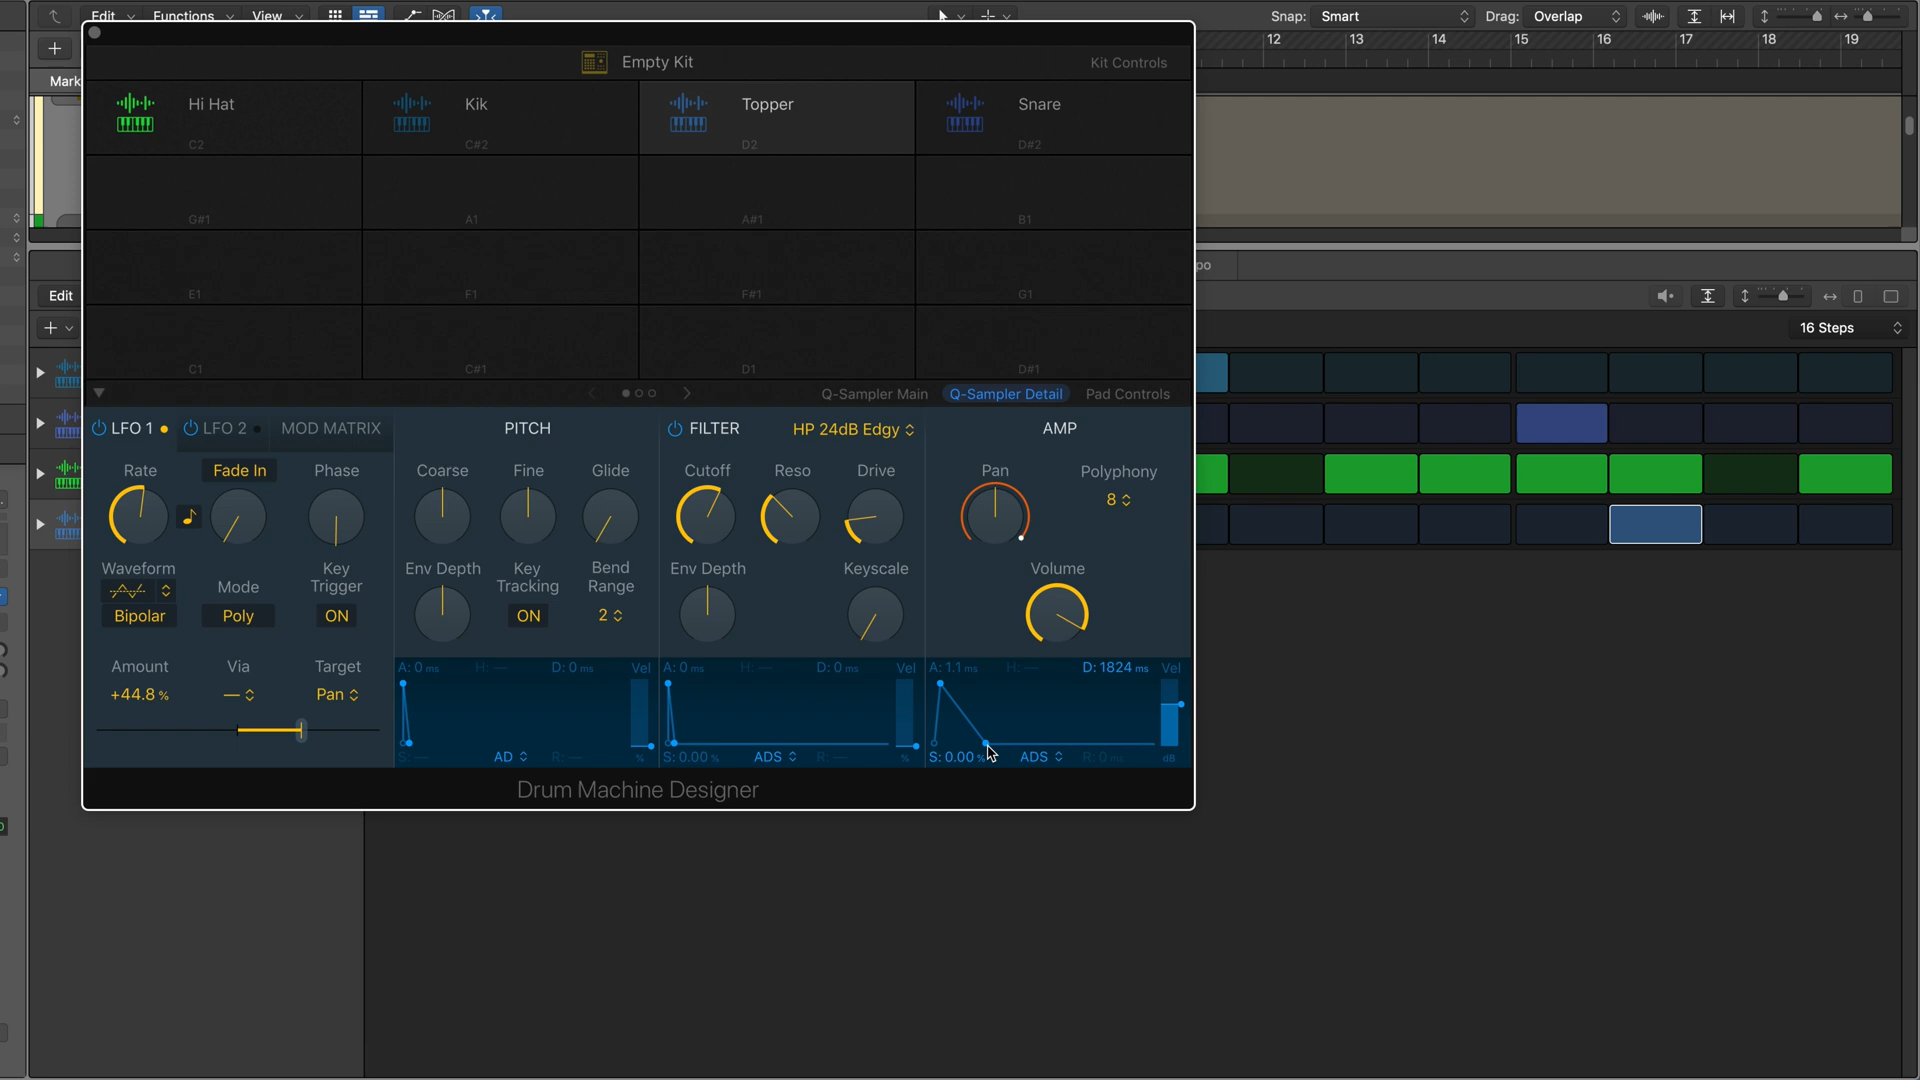 Edit Functions View Snap: Smart Drag: Overlap
12 13 14 15 16 17 18 19
Empty Kit Kit Controls
Mark
Hi Hat Kik Topper Snare
C2 C#2 D2 D#2
G#1 A1 A#1 B1
E1 F1 F#1 G1
po
Edit
16 Steps
C1 C#1 D1 D#1
Q-Sampler Main Q-Sampler Detail Pad Controls
LFO 1 LFO 2 MOD MATRIX PITCH FILTER HP 24dB Edgy AMP
Rate Fade In Phase Coarse Fine Glide Cutoff Reso Drive Pan Polyphony
8
Waveform Mode Key Trigger Env Depth Key Tracking Bend Range Env Depth Keyscale Volume
Bipolar Poly ON ON 2
Amount Via Target A: 0 ms H: — D: 0 ms Vel A: 0 ms H: — D: 0 ms Vel A: 1.1 ms H: — D: 1824 ms Vel
+44.8 % — Pan
S: — AD R: — % S: 0.00 % ADS R: — % S: 0.00 % ADS R: 0 ms dB
Drum Machine Designer